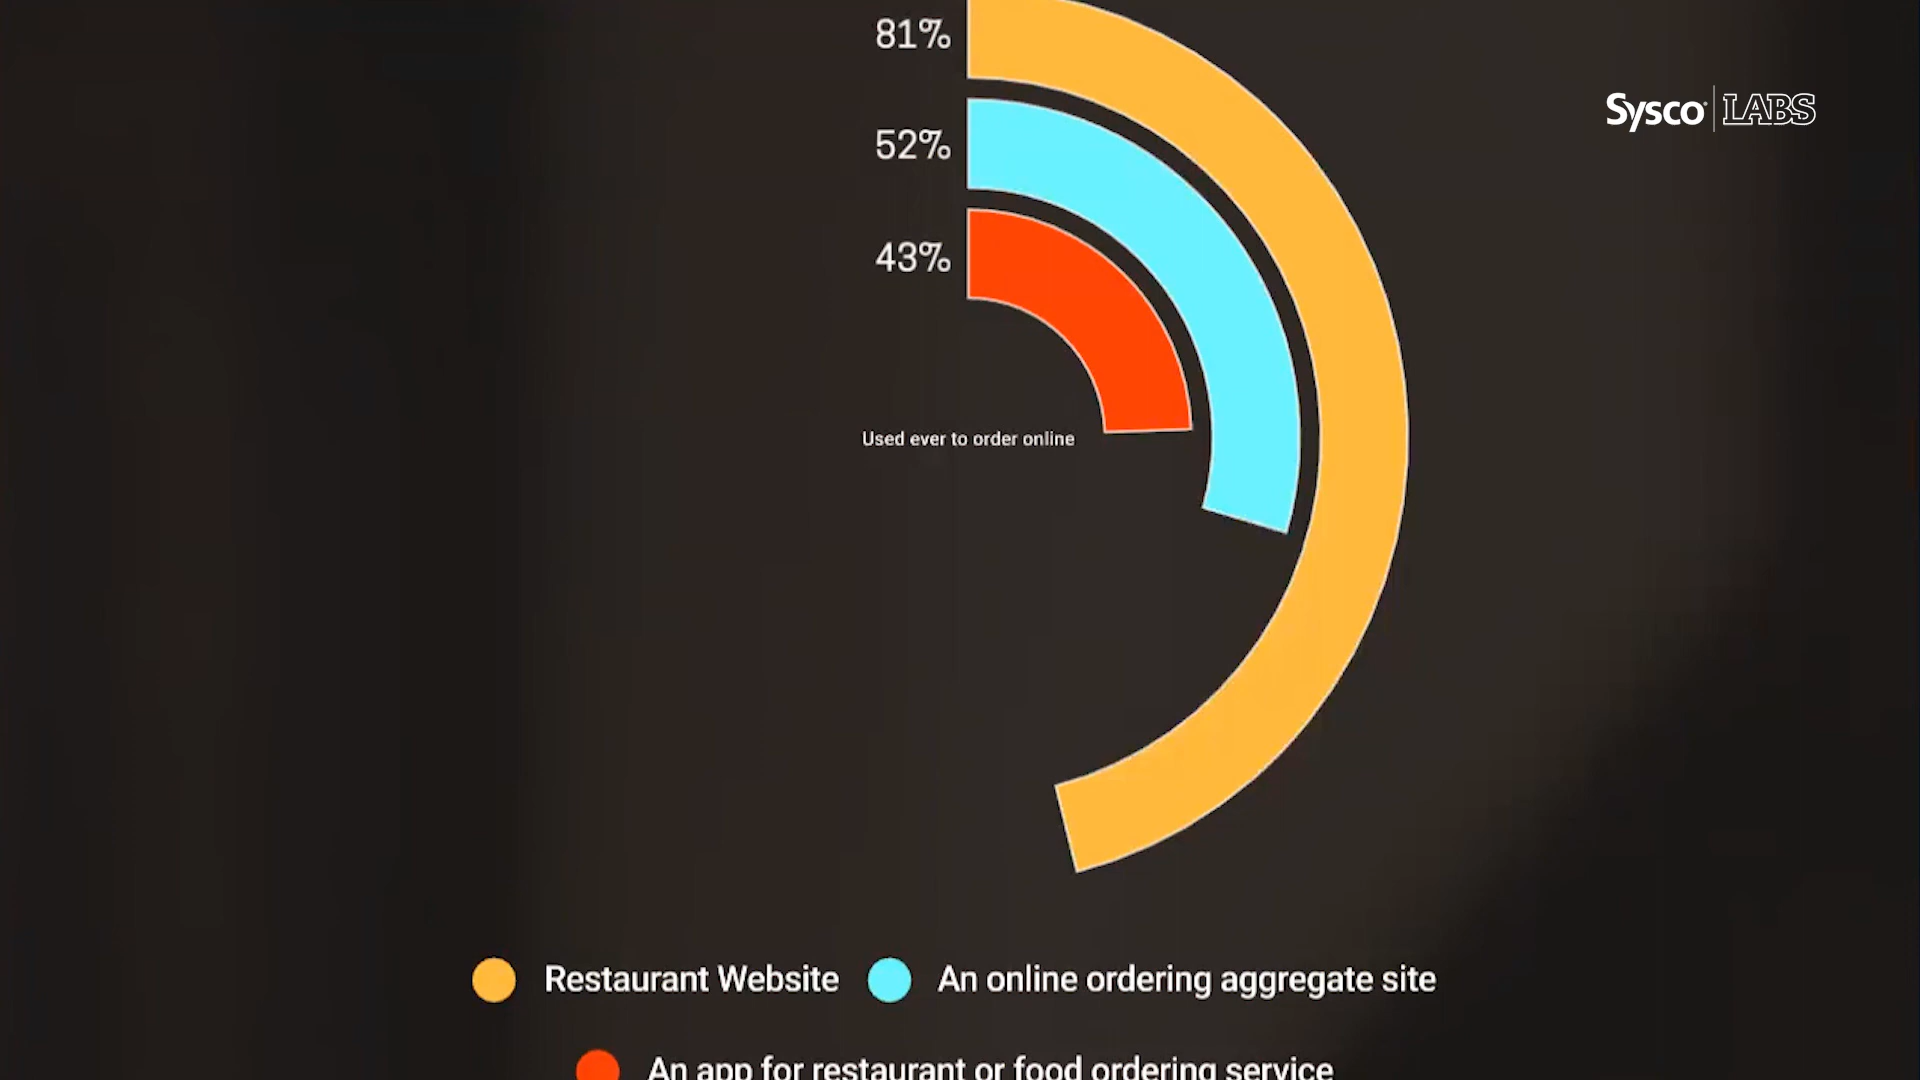 81%
Sysco LABS
52%
43%
Used ever to order online
Restaurant Website
An online ordering aggregate site
An app for restaurant or food ordering service